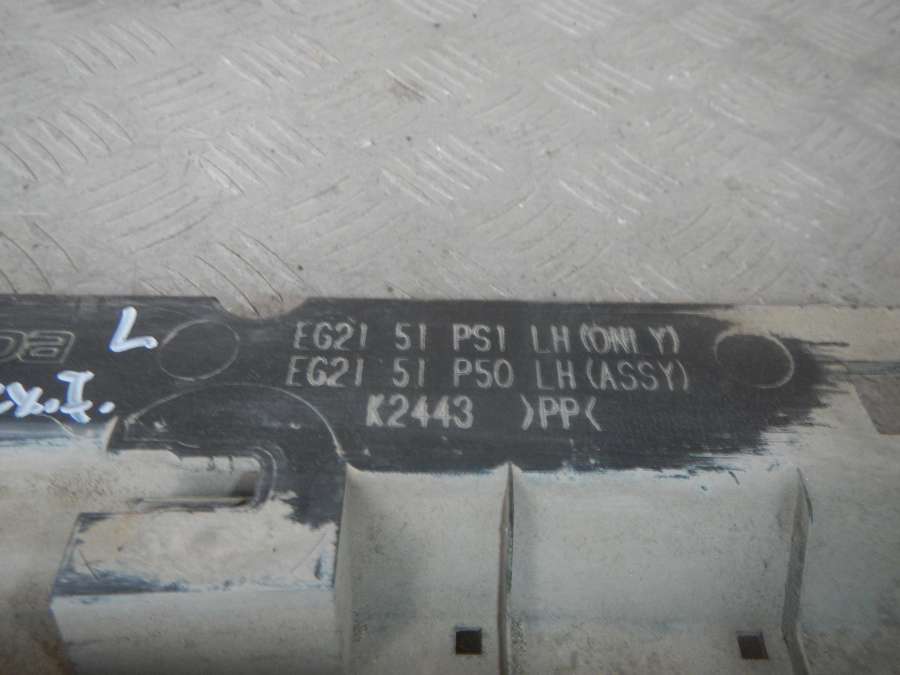 EG21 51 PS1 LH(ONLY)
EG21 51 P50 LH(ASSY)
K2443 >PP<